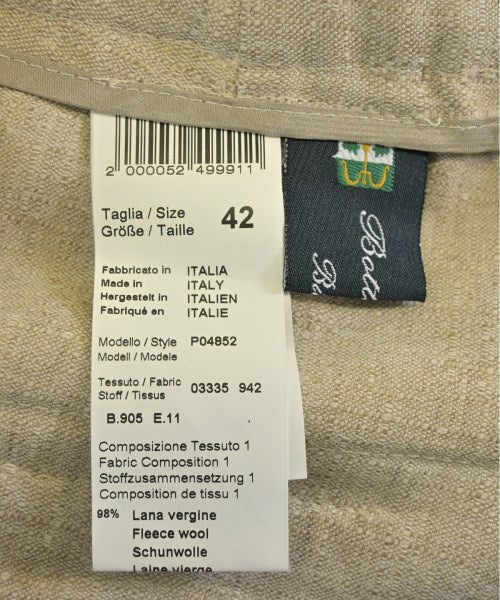 2 000052 499911
Taglia / Size
Größe / Taille
42
Fabbricato in ITALIA
Made in ITALY
Hergestelt in ITALIEN
Fabriqué en ITALIE
Modello / Style P04852
Modell / Modele
Tessuto / Fabric 03335 942
Stoff / Tissus
B.905 E.11
Composizione Tessuto 1
Fabric Composition 1
Stoffzusammensetzung 1
Composition de tissu 1
98% Lana vergine
Fleece wool
Schunwolle
Laine vierge